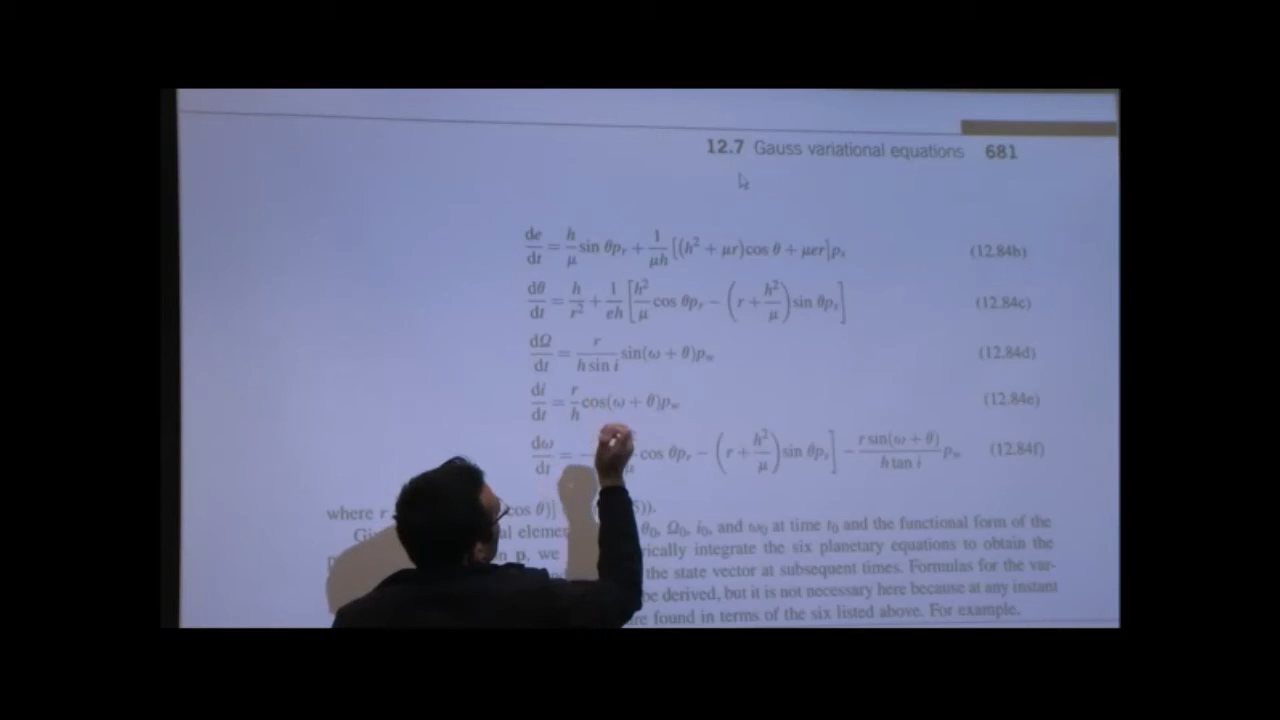 12.7 Gauss variational equations 681
de/dt = h/μ sin θp_r + 1/μh [(h² + μr)cos θ + μer]p_s (12.84b)
dθ/dt = h/r² + 1/eh [h²/μ cos θp_r − (r + h²/μ) sin θp_s] (12.84c)
dΩ/dt = r/(h sin i) sin(ω + θ)p_w (12.84d)
di/dt = r/h cos(ω + θ)p_w (12.84e)
dω/dt = − cos θp_r − (r + h²/μ) sin θp_s] − r sin(ω + θ)/(h tan i) p_w (12.84f)
where r cos θ)]
θ₀, Ω₀, i₀, and ω₀ at time t₀ and the functional form of the
p, we integrate the six planetary equations to obtain the
the state vector at subsequent times. Formulas for the var-
be derived, but it is not necessary here because at any instant
found in terms of the six listed above. For example,